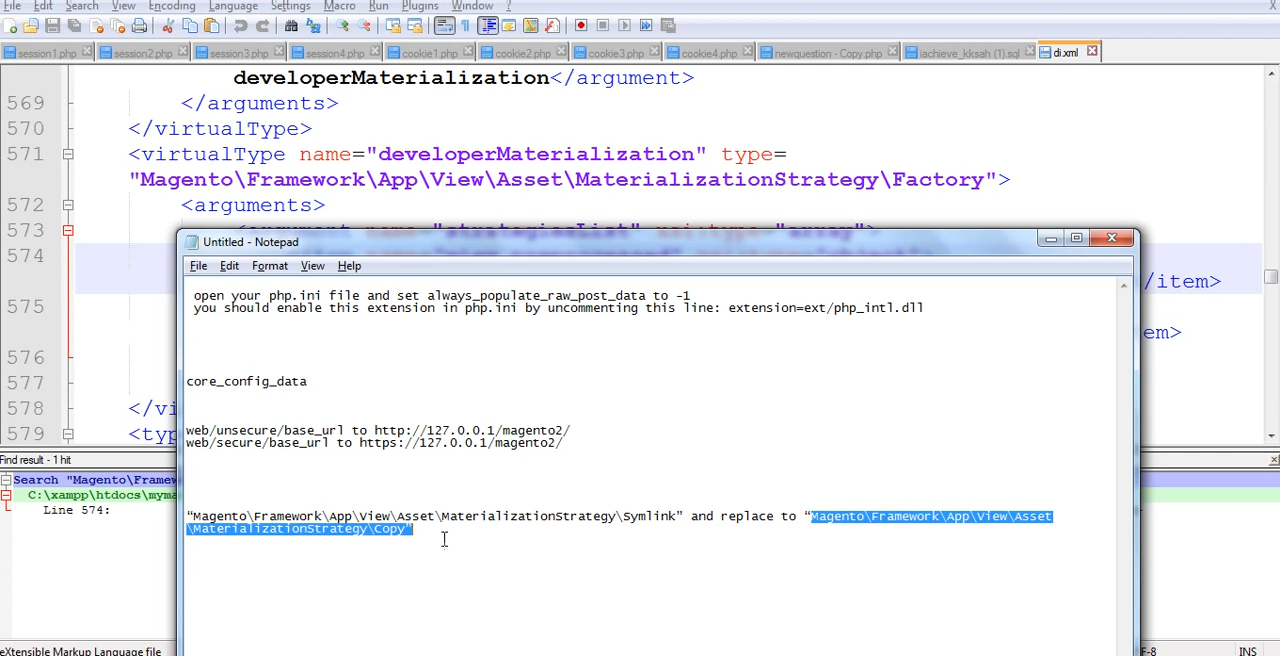 File Edit Search View Encoding Language Settings Macro Run Plugins Window ?
session1.php session2.php session3.php session4.php cookie1.php cookie2.php cookie3.php cookie4.php newquestion - Copy.php iachieve_kksah (1).sql di.xml
developerMaterialization</argument>
569 </arguments>
570 </virtualType>
571 <virtualType name="developerMaterialization" type=
"Magento\Framework\App\View\Asset\MaterializationStrategy\Factory">
572 <arguments>
573
574
/item>
575
em>
576
577
578 </vi
579 <typ
Untitled - Notepad
File Edit Format View Help
open your php.ini file and set always_populate_raw_post_data to -1
you should enable this extension in php.ini by uncommenting this line: extension=ext/php_intl.dll
core_config_data
web/unsecure/base_url to http://127.0.0.1/magento2/
web/secure/base_url to https://127.0.0.1/magento2/
"Magento\Framework\App\View\Asset\MaterializationStrategy\Symlink" and replace to "Magento\Framework\App\View\Asset
\MaterializationStrategy\Copy"
Find result - 1 hit
Search "Magento\Framew
C:\xampp\htdocs\myma
Line 574:
eXtensible Markup Language file
F-8 INS